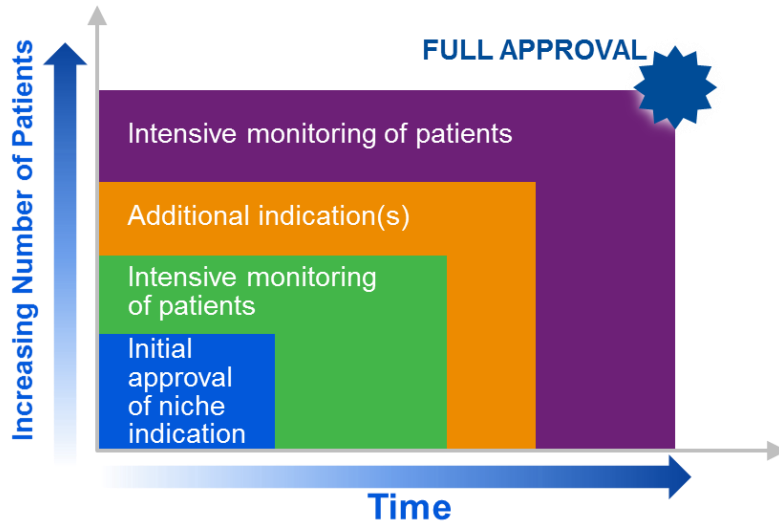 FULL APPROVAL
Increasing Number of Patients
Intensive monitoring of patients
Additional indication(s)
Intensive monitoring
of patients
Initial
approval
of niche
indication
Time